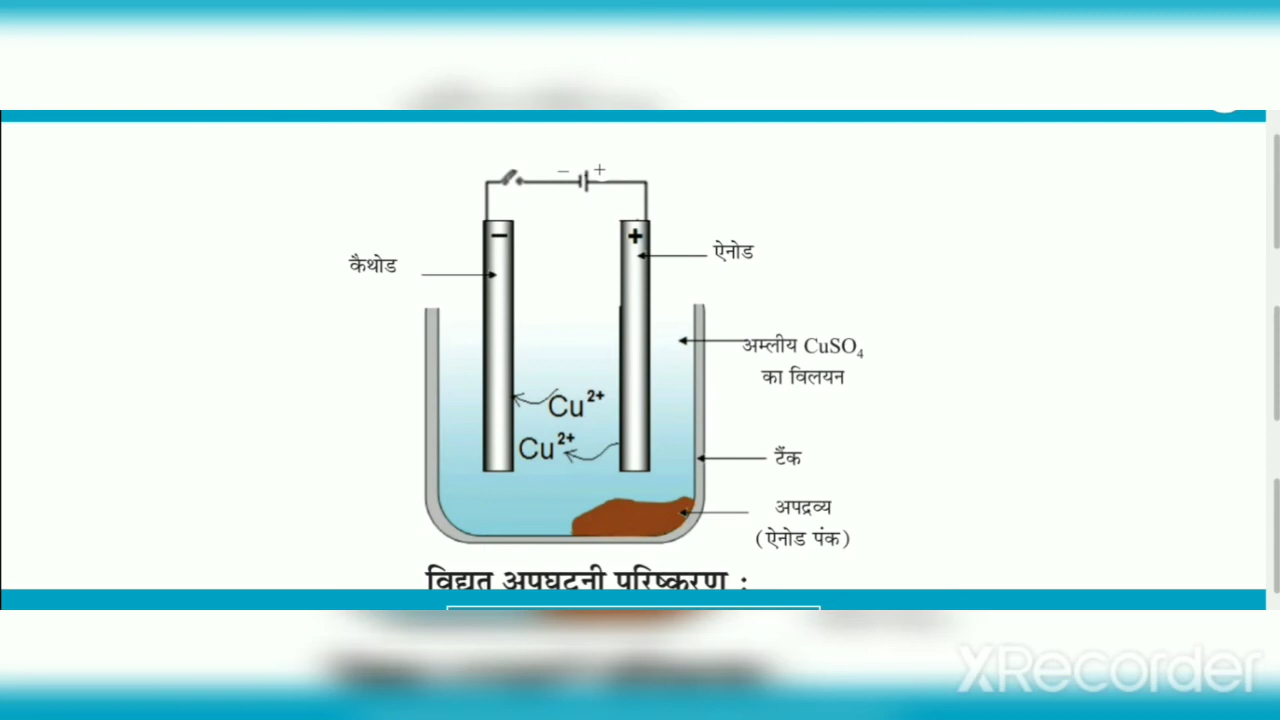 − +
− +
कैथोड
ऐनोड
अम्लीय CuSO₄
का विलयन
Cu²⁺
Cu²⁺
टैंक
अपद्रव्य
(ऐनोड पंक)
विद्युत अपघटनी परिष्करण :
XRecorder